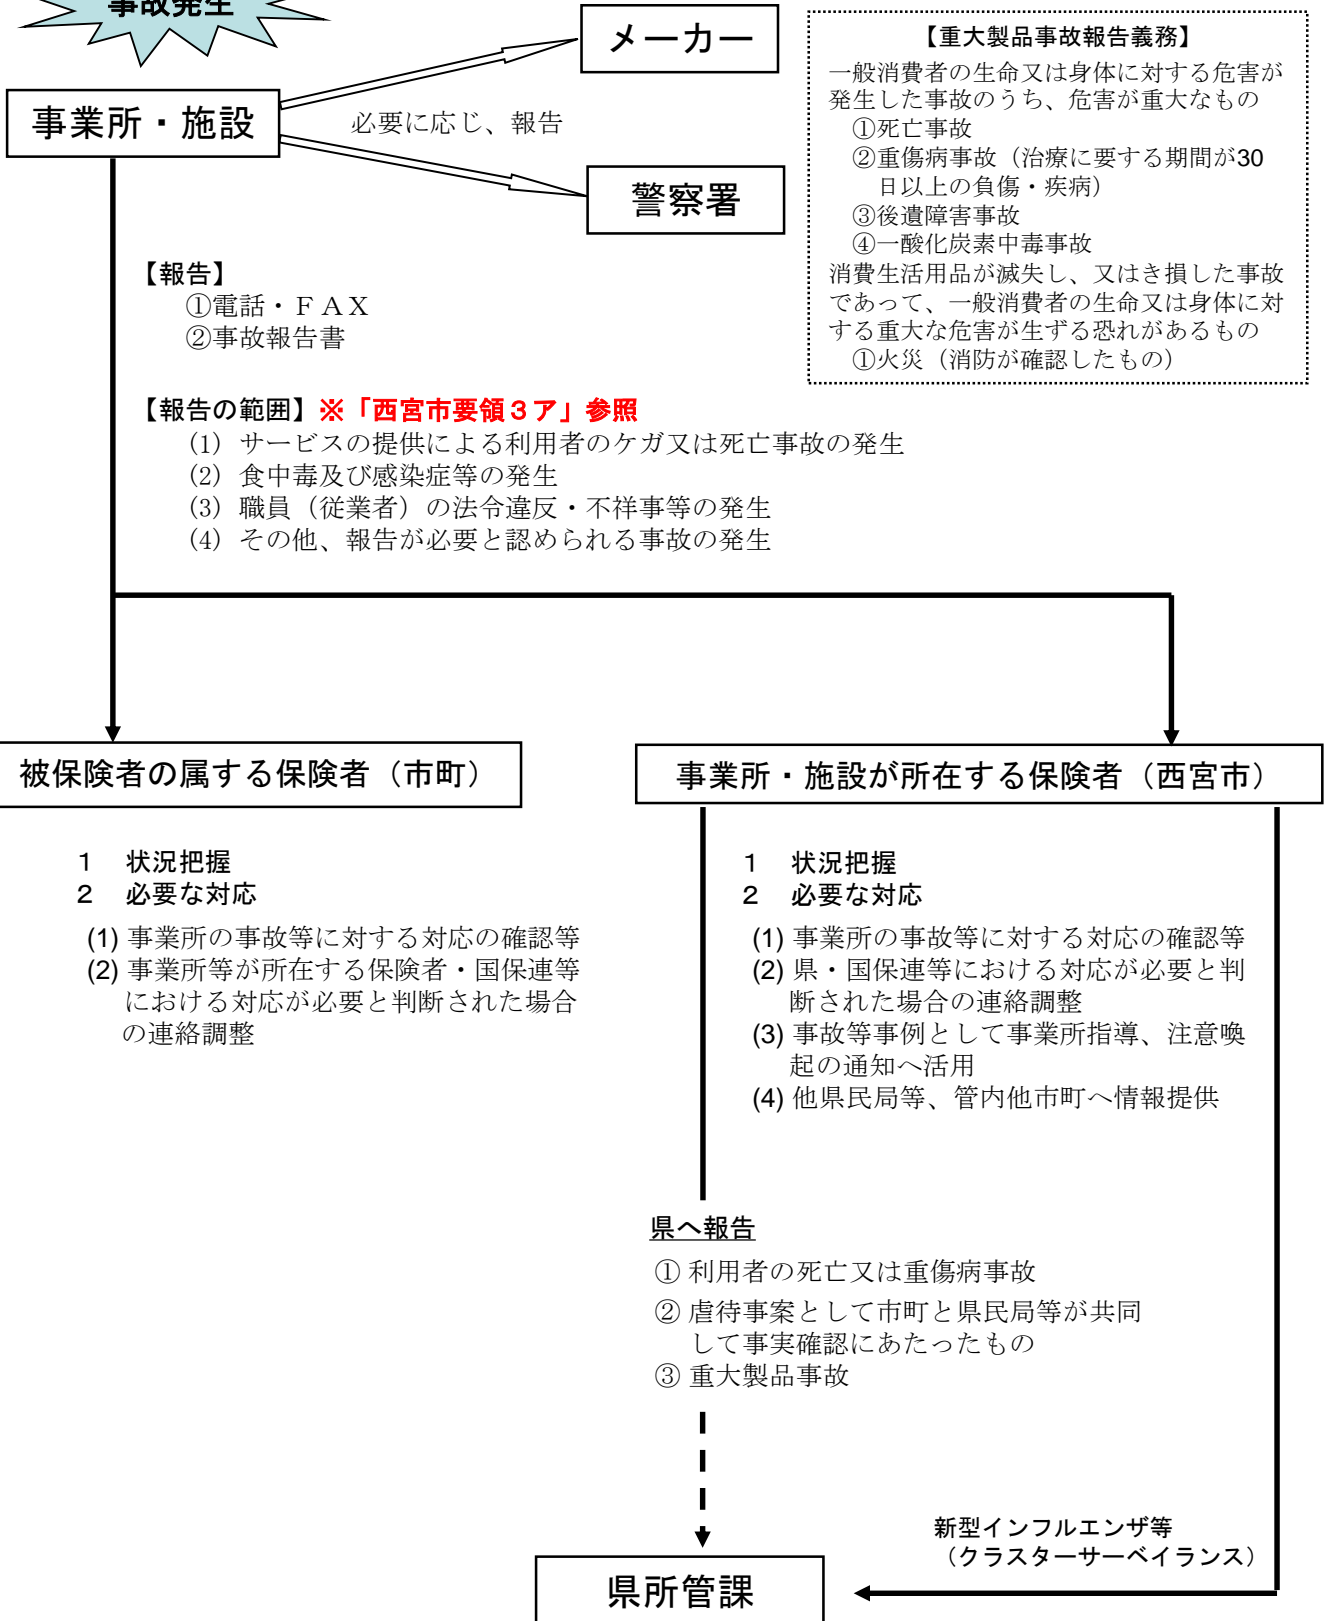 事故発生
メーカー
事業所・施設
必要に応じ、報告
警察署
【重大製品事故報告義務】
一般消費者の生命又は身体に対する危害が
発生した事故のうち、危害が重大なもの
①死亡事故
②重傷病事故（治療に要する期間が30
日以上の負傷・疾病）
③後遺障害事故
④一酸化炭素中毒事故
消費生活用品が滅失し、又はき損した事故
であって、一般消費者の生命又は身体に対
する重大な危害が生ずる恐れがあるもの
①火災（消防が確認したもの）
【報告】
①電話・ＦＡＸ
②事故報告書
【報告の範囲】※「西宮市要領３ア」参照
(1) サービスの提供による利用者のケガ又は死亡事故の発生
(2) 食中毒及び感染症等の発生
(3) 職員（従業者）の法令違反・不祥事等の発生
(4) その他、報告が必要と認められる事故の発生
被保険者の属する保険者（市町）
1　状況把握
2　必要な対応
(1) 事業所の事故等に対する対応の確認等
(2) 事業所等が所在する保険者・国保連等
における対応が必要と判断された場合
の連絡調整
事業所・施設が所在する保険者（西宮市）
1　状況把握
2　必要な対応
(1) 事業所の事故等に対する対応の確認等
(2) 県・国保連等における対応が必要と判
断された場合の連絡調整
(3) 事故等事例として事業所指導、注意喚
起の通知へ活用
(4) 他県民局等、管内他市町へ情報提供
県へ報告
① 利用者の死亡又は重傷病事故
② 虐待事案として市町と県民局等が共同
して事実確認にあたったもの
③ 重大製品事故
新型インフルエンザ等
（クラスターサーベイランス）
県所管課